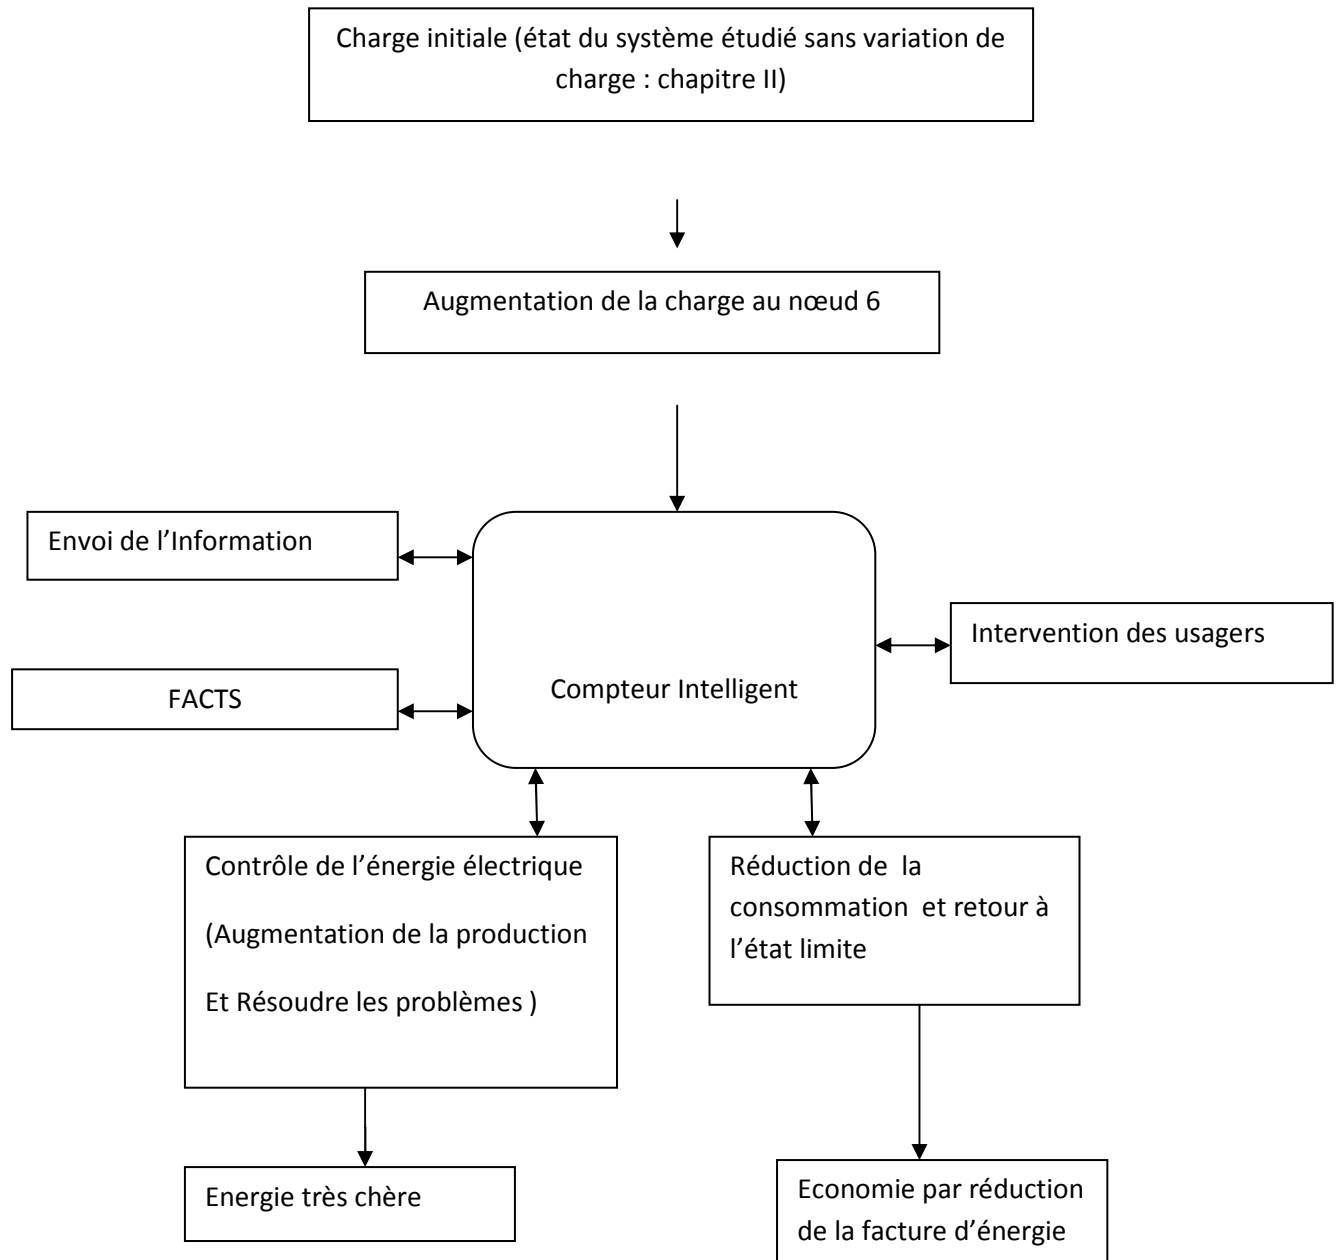 Charge initiale (état du système étudié sans variation de
charge : chapitre II)
Augmentation de la charge au nœud 6
Envoi de l’Information
Intervention des usagers
FACTS
Compteur Intelligent
Contrôle de l’énergie électrique
(Augmentation de la production
Et Résoudre les problèmes )
Réduction de  la
consommation  et retour à
l’état limite
Energie très chère
Economie par réduction
de la facture d’énergie